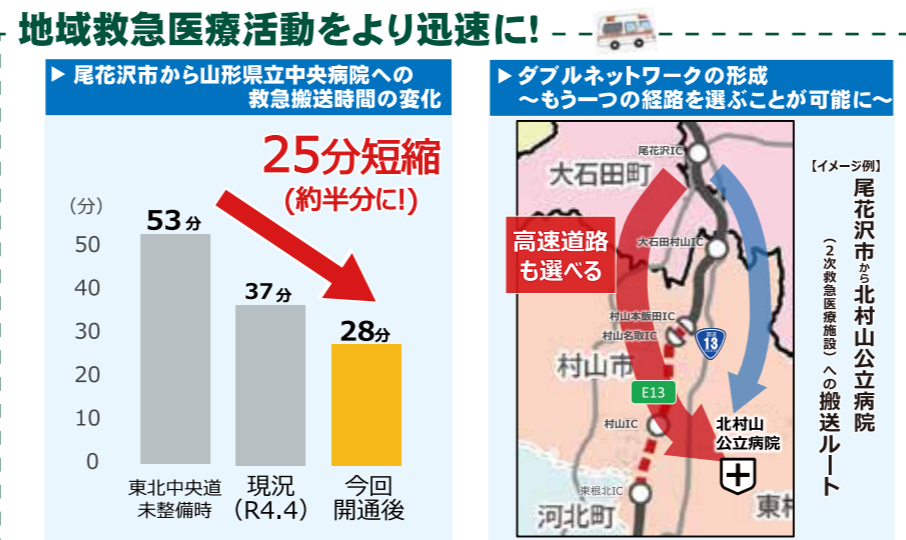 地域救急医療活動をより迅速に!
▶ 尾花沢市から山形県立中央病院への
救急搬送時間の変化
25分短縮
(約半分に!)
（分）
50
40
30
20
10
0
53分
37分
28分
東北中央道
未整備時
現況
（R4.4）
今回
開通後
▶ ダブルネットワークの形成
～もう一つの経路を選ぶことが可能に～
尾花沢IC
大石田町
高速道路
も選べる
大石田村山IC
村山本飯田IC
村山名取IC
13
村山市
E13
村山IC
北村山
公立病院
東根北IC
河北町
東根
【イメージ例】
尾花沢市から北村山公立病院
（2次救急医療施設）への搬送ルート